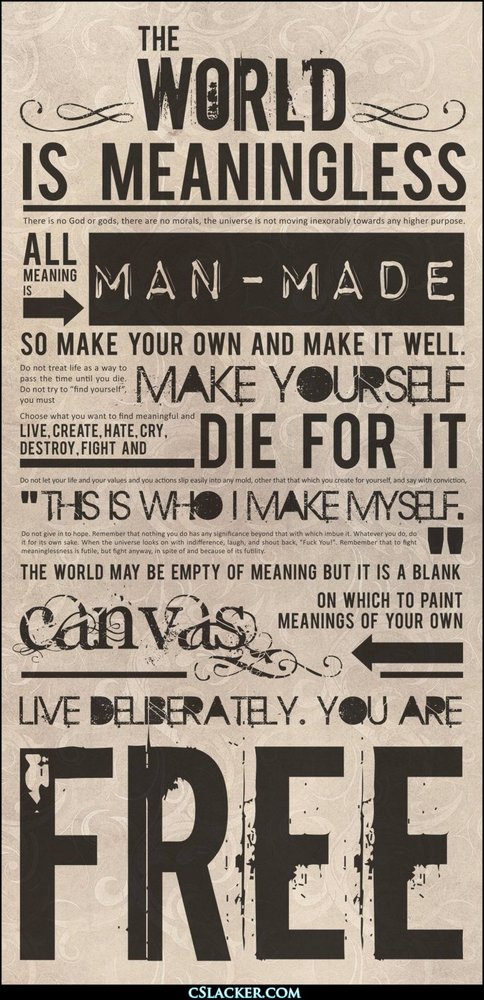 THE
WORLD
IS MEANINGLESS
There is no God or gods, there are no morals, the universe is not moving inexorably towards any higher purpose.
ALL
MEANING
IS
MAN-MADE
SO MAKE YOUR OWN AND MAKE IT WELL.
Do not treat life as a way to
pass the time until you die.
Do not try to "find yourself",
you must
MAKE YOURSELF
Choose what you want to find meaningful and
LIVE, CREATE, HATE, CRY,
DESTROY, FIGHT AND
DIE FOR IT
Do not let your life and your values and you actions slip easily into any mold, other that that which you create for yourself, and say with conviction,
"THIS IS WHO I MAKE MYSELF.
Do not give in to hope. Remember that nothing you do has any significance beyond that with which imbue it. Whatever you do, do
it for its own sake. When the universe looks on with indifference, laugh, and shout back, "Fuck You!". Remember that to fight
meaninglessness is futile, but fight anyway, in spite of and because of its futility.
"
THE WORLD MAY BE EMPTY OF MEANING BUT IT IS A BLANK
canvas
ON WHICH TO PAINT
MEANINGS OF YOUR OWN
LIVE DELIBERATELY. YOU ARE
FREE
CSLACKER.COM